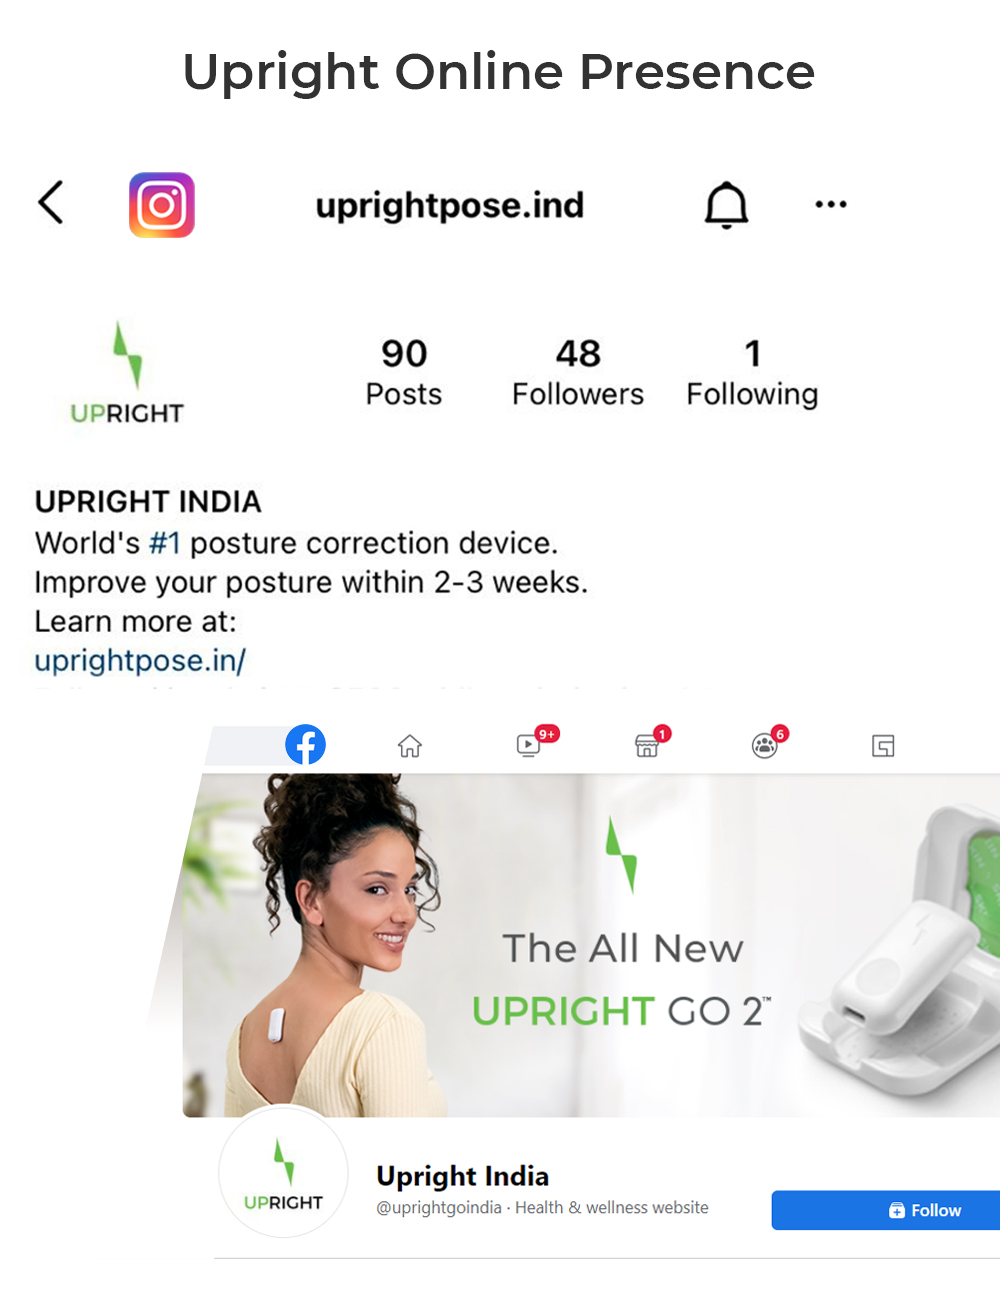 Upright Online Presence
uprightpose.ind
90 48 1
Posts Followers Following
UPRIGHT
UPRIGHT INDIA
World's #1 posture correction device.
Improve your posture within 2-3 weeks.
Learn more at:
uprightpose.in/
9+ 1 6
The All New
UPRIGHT GO 2™
UPRIGHT
Upright India
@uprightgoindia · Health & wellness website
Follow